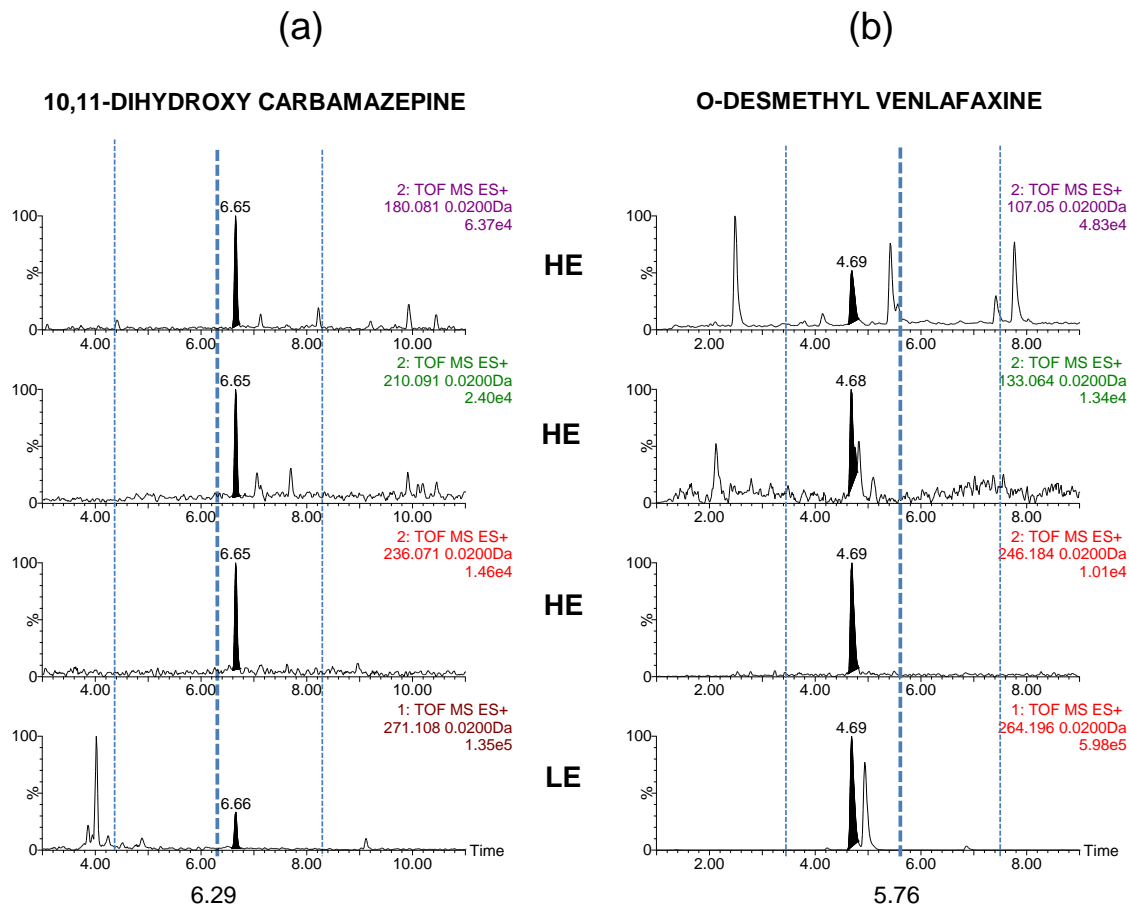 (a)
10,11-DIHYDROXY CARBAMAZEPINE
2: TOF MS ES+
180.081 0.0200Da
6.37e4
6.65
100
%
0
4.00 6.00 8.00 10.00
HE
2: TOF MS ES+
210.091 0.0200Da
2.40e4
6.65
100
%
0
4.00 6.00 8.00 10.00
HE
2: TOF MS ES+
236.071 0.0200Da
1.46e4
6.65
100
%
0
4.00 6.00 8.00 10.00
HE
1: TOF MS ES+
271.108 0.0200Da
1.35e5
6.66
100
%
0
4.00 6.00 8.00 10.00
Time
LE
6.29
(b)
O-DESMETHYL VENLAFAXINE
2: TOF MS ES+
107.05 0.0200Da
4.83e4
4.69
100
%
0
2.00 4.00 6.00 8.00
2: TOF MS ES+
133.064 0.0200Da
1.34e4
4.68
100
%
0
2.00 4.00 6.00 8.00
2: TOF MS ES+
246.184 0.0200Da
1.01e4
4.69
100
%
0
2.00 4.00 6.00 8.00
1: TOF MS ES+
264.196 0.0200Da
5.98e5
4.69
100
%
0
2.00 4.00 6.00 8.00
Time
5.76